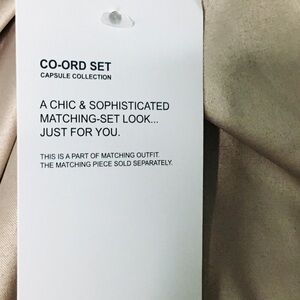 CO-ORD SET
CAPSULE COLLECTION
A CHIC & SOPHISTICATED
MATCHING-SET LOOK...
JUST FOR YOU.
THIS IS A PART OF MATCHING OUTFIT.
THE MATCHING PIECE SOLD SEPARATELY.